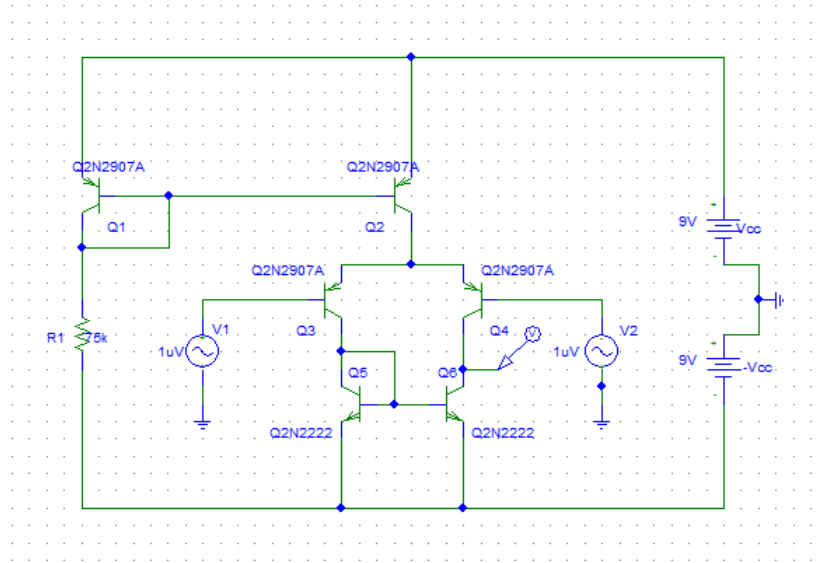 Q2N2907A
Q2N2907A
Q1
Q2
9V
+
Vcc
-
Q2N2907A
Q2N2907A
R1
75k
Q3
Q4
V1
1uV
V
V2
1uV
Q5
Q6
9V
+
-Vcc
-
Q2N2222
Q2N2222